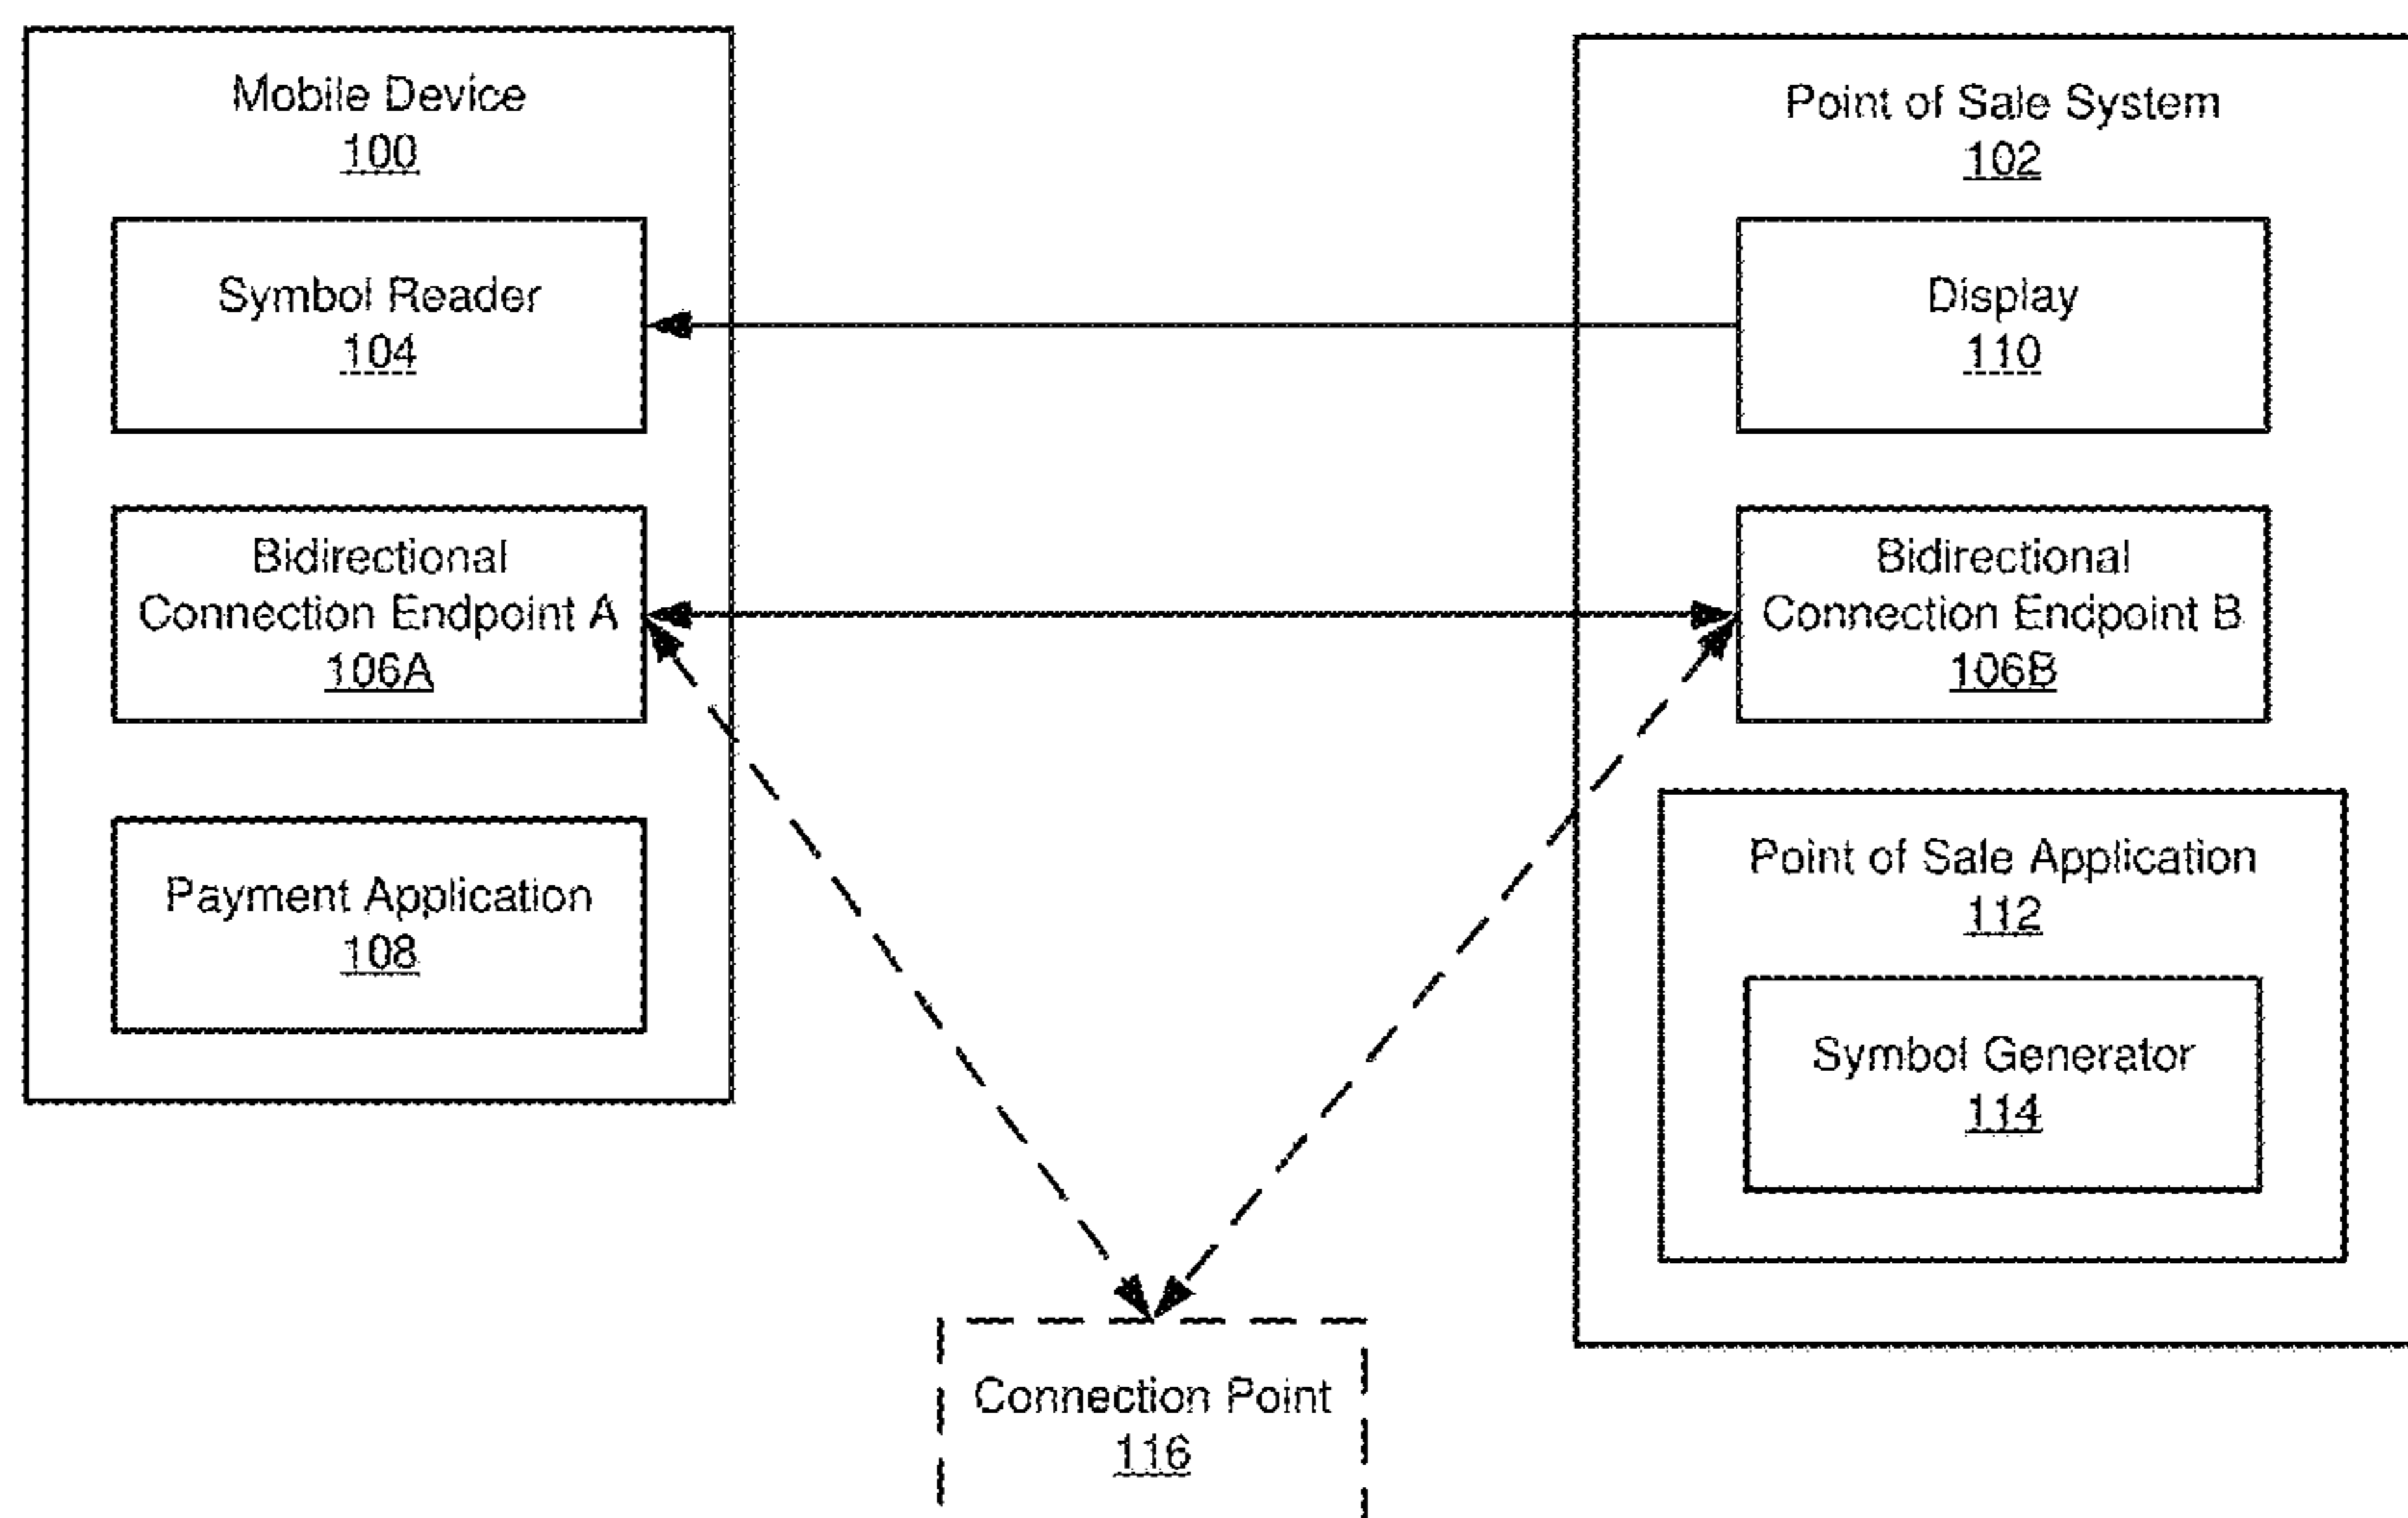 Mobile Device
100
Symbol Reader
104
Bidirectional
Connection Endpoint A
106A
Payment Application
108
Point of Sale System
102
Display
110
Bidirectional
Connection Endpoint B
106B
Point of Sale Application
112
Symbol Generator
114
Connection Point
116